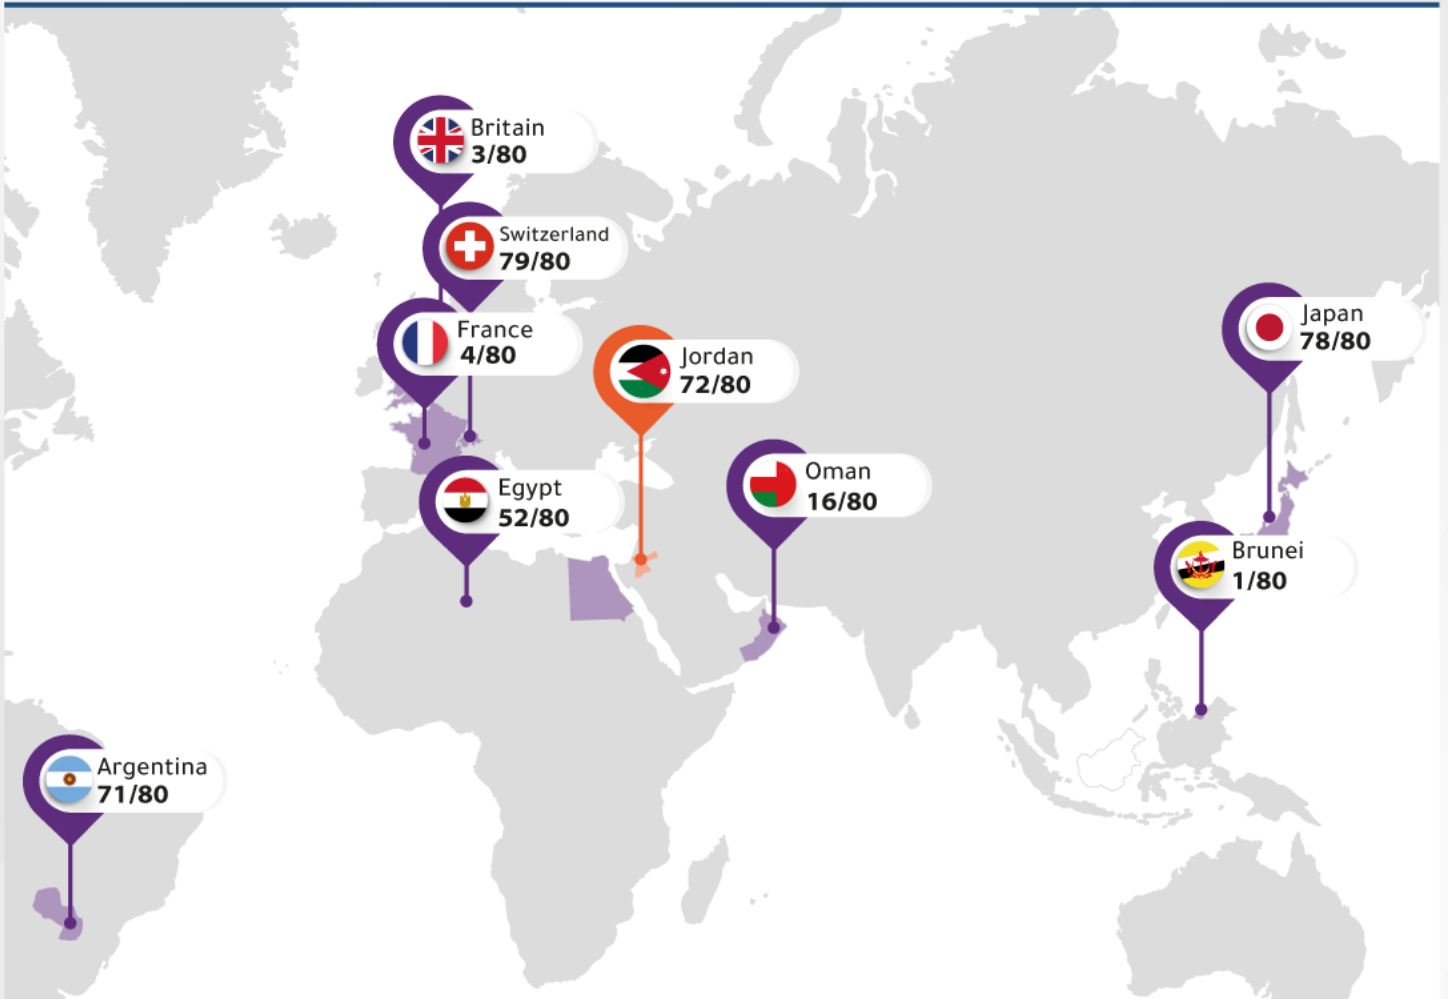 Britain
3/80
Switzerland
79/80
France
4/80
Jordan
72/80
Japan
78/80
Oman
16/80
Egypt
52/80
Brunei
1/80
Argentina
71/80